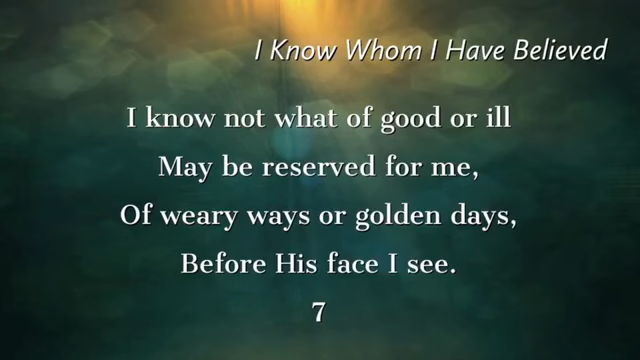 I Know Whom I Have Believed
I know not what of good or ill
May be reserved for me,
Of weary ways or golden days,
Before His face I see.
7